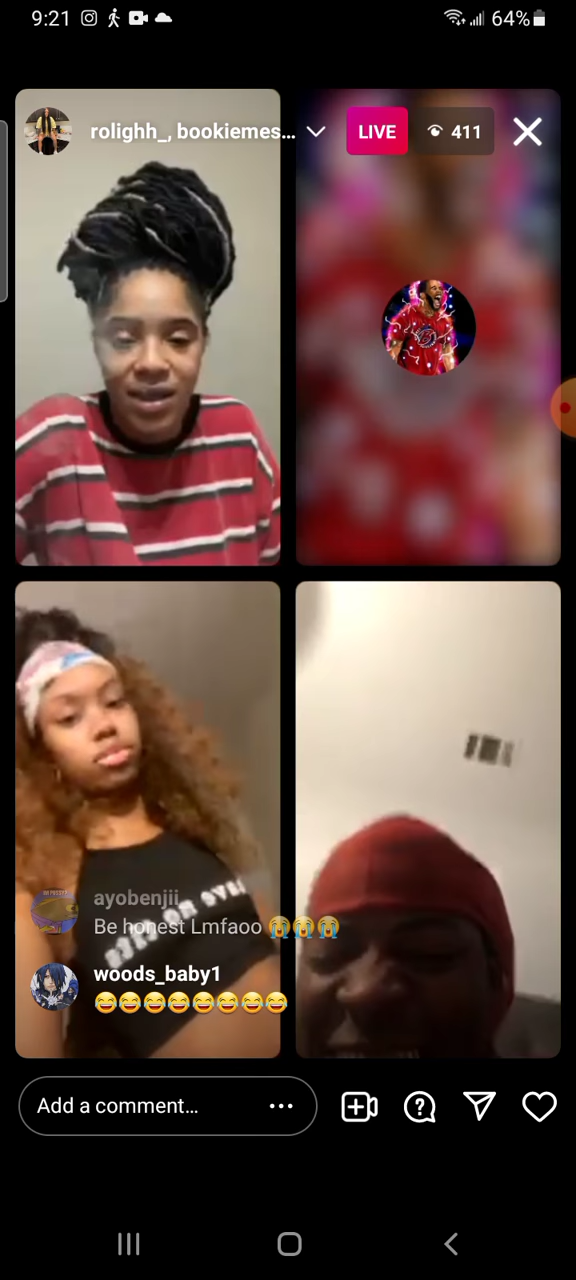 9:21
64%
rolighh_, bookiemes...
LIVE
411
ayobenjii
Be honest Lmfaoo 😭😭😭
woods_baby1
😂😂😂😂😂😂😂😂
Add a comment...